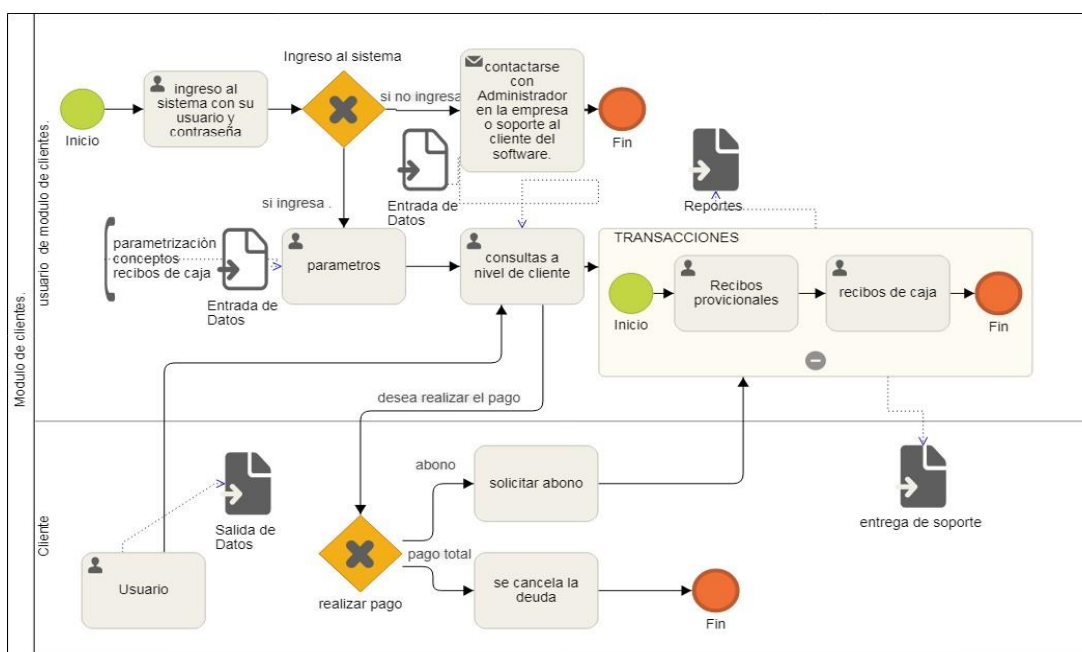 Modulo de clientes.
usuario de modulo de clientes.
Cliente
Inicio
ingreso al
sistema con su
usuario y
contraseña
Ingreso al sistema
si no ingresa
contactarse
con
Administrador
en la empresa
o soporte al
cliente del
software.
Fin
si ingresa .
Entrada de
Datos
Reportes
parametrización
conceptos
recibos de caja
Entrada de
Datos
parametros
consultas a
nivel de cliente
TRANSACCIONES
Inicio
Recibos
provicionales
recibos de caja
Fin
desea realizar el pago
Usuario
Salida de
Datos
realizar pago
abono
solicitar abono
pago total
se cancela la
deuda
Fin
entrega de soporte